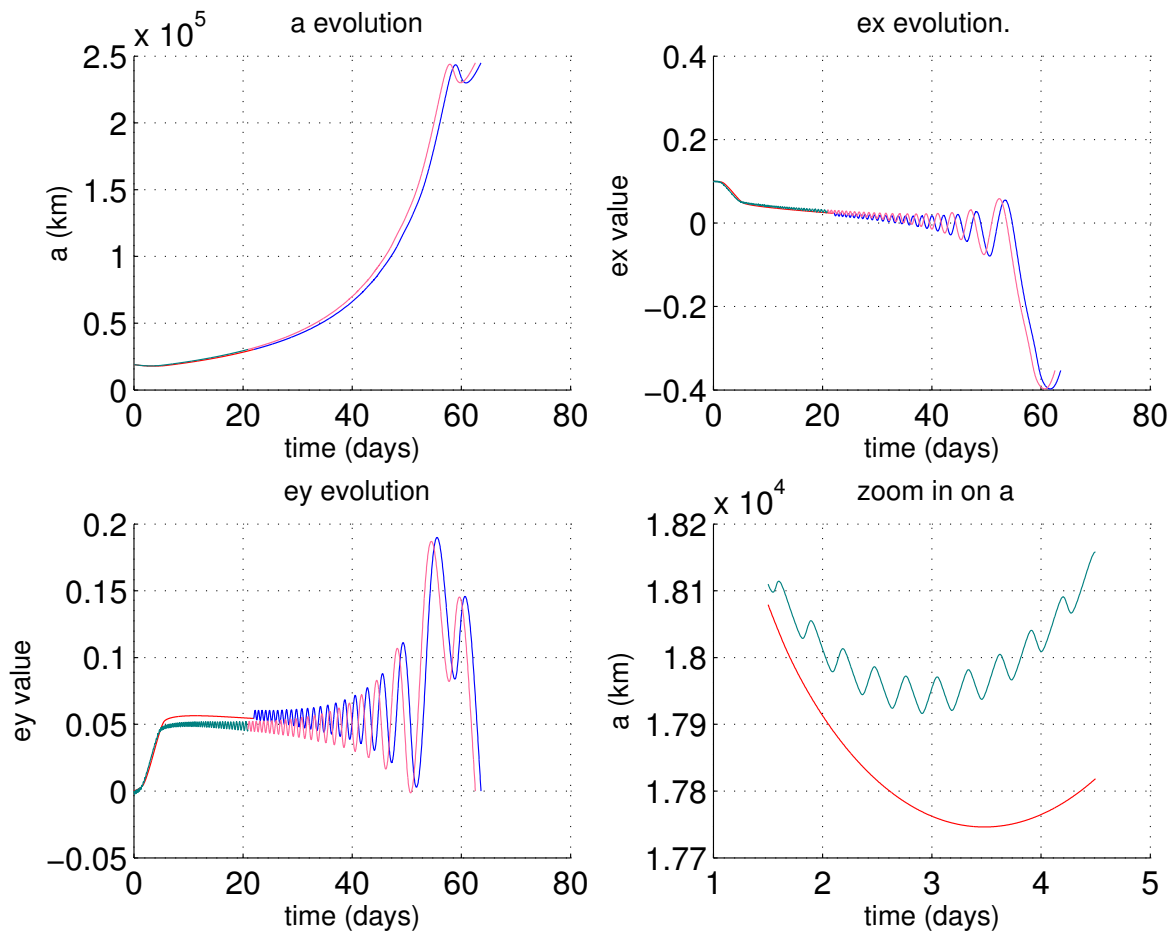 a evolution
x 10^5
2.5
2
1.5
1
0.5
0
a (km)
0 20 40 60 80
time (days)
ex evolution.
0.4
0.2
0
−0.2
−0.4
ex value
0 20 40 60 80
time (days)
ey evolution
0.2
0.15
0.1
0.05
0
−0.05
ey value
0 20 40 60 80
time (days)
zoom in on a
x 10^4
1.82
1.81
1.8
1.79
1.78
1.77
a (km)
1 2 3 4 5
time (days)